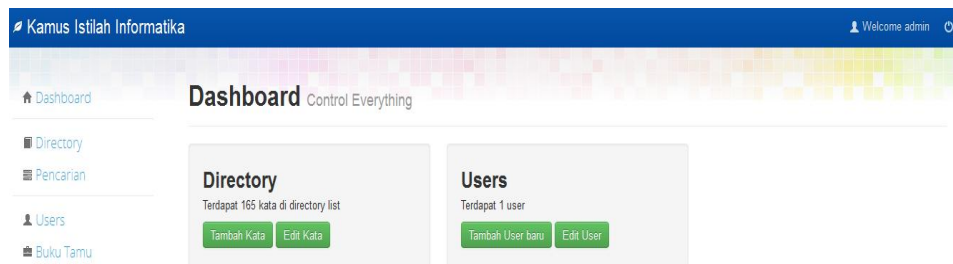 Kamus Istilah Informatika
Welcome admin
Dashboard
Directory
Pencarian
Users
Buku Tamu
Dashboard Control Everything
Directory
Terdapat 165 kata di directory list
Tambah Kata Edit Kata
Users
Terdapat 1 user
Tambah User baru Edit User